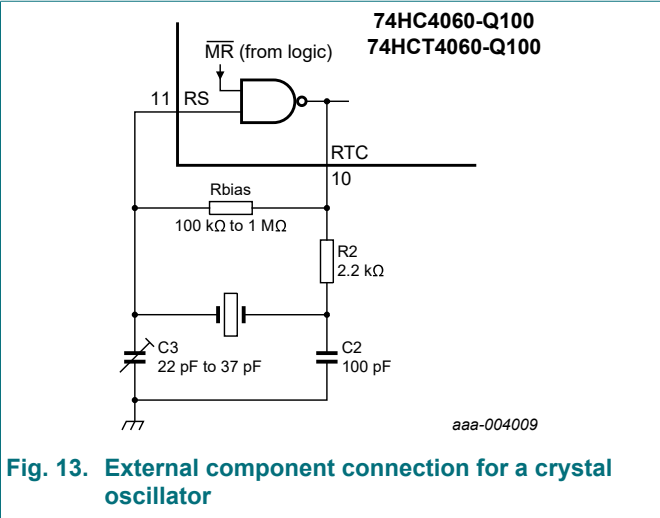 74HC4060-Q100
74HCT4060-Q100
MR (from logic)
11 RS
RTC
10
Rbias
100 kΩ to 1 MΩ
R2
2.2 kΩ
C3
22 pF to 37 pF
C2
100 pF
aaa-004009
Fig. 13. External component connection for a crystal
oscillator